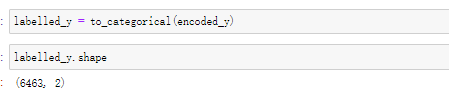 : labelled_y = to_categorical(encoded_y)
: labelled_y.shape
: (6463, 2)